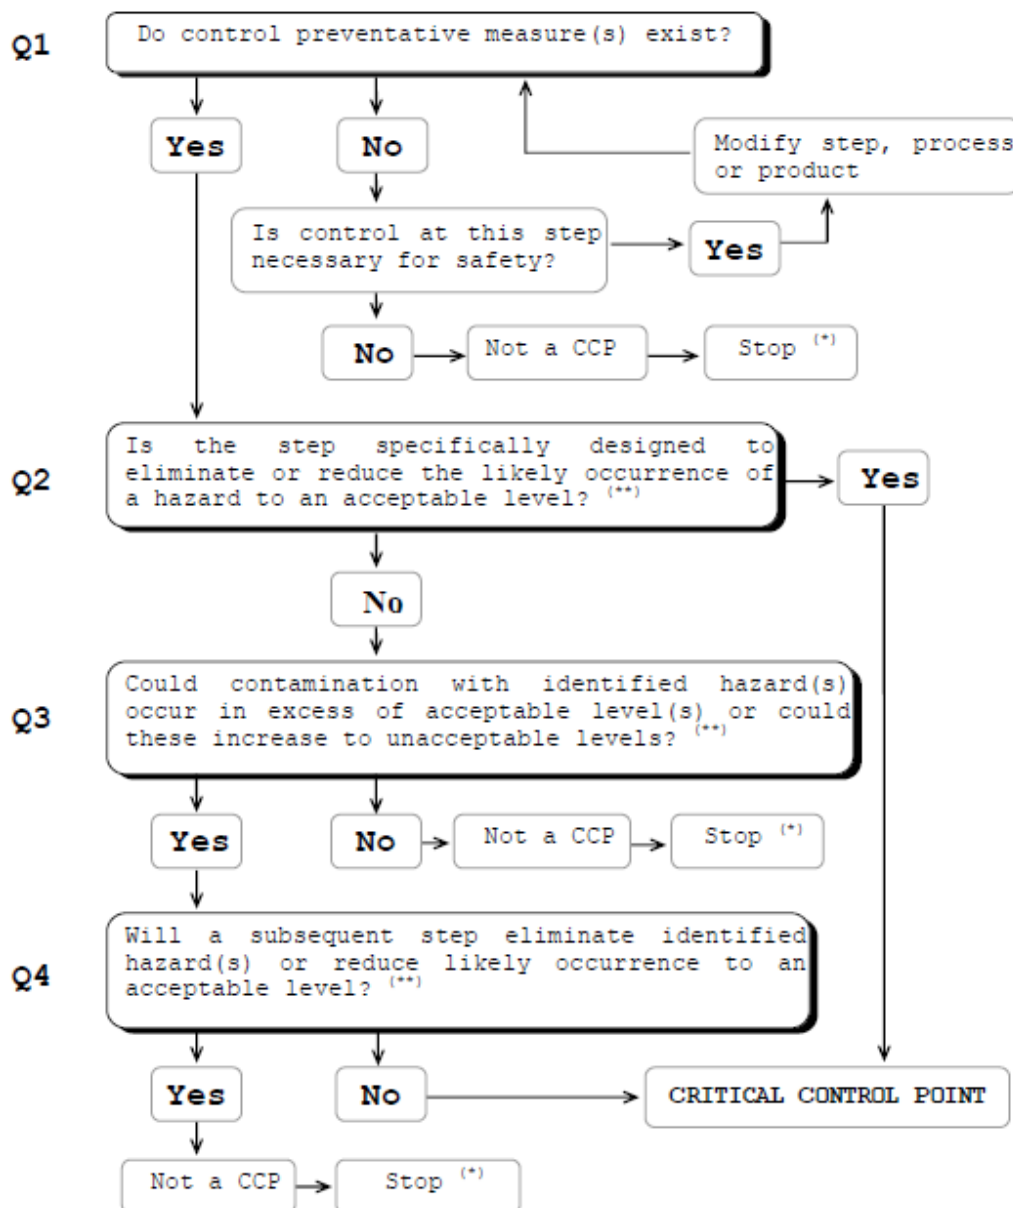 Q1
Do control preventative measure(s) exist?
Yes
No
Modify step, process
or product
Is control at this step
necessary for safety?
Yes
No
Not a CCP
Stop (*)
Q2
Is the step specifically designed to
eliminate or reduce the likely occurrence of
a hazard to an acceptable level? (**)
Yes
No
Q3
Could contamination with identified hazard(s)
occur in excess of acceptable level(s) or could
these increase to unacceptable levels? (**)
Yes
No
Not a CCP
Stop (*)
Q4
Will a subsequent step eliminate identified
hazard(s) or reduce likely occurrence to an
acceptable level? (**)
Yes
No
CRITICAL CONTROL POINT
Not a CCP
Stop (*)